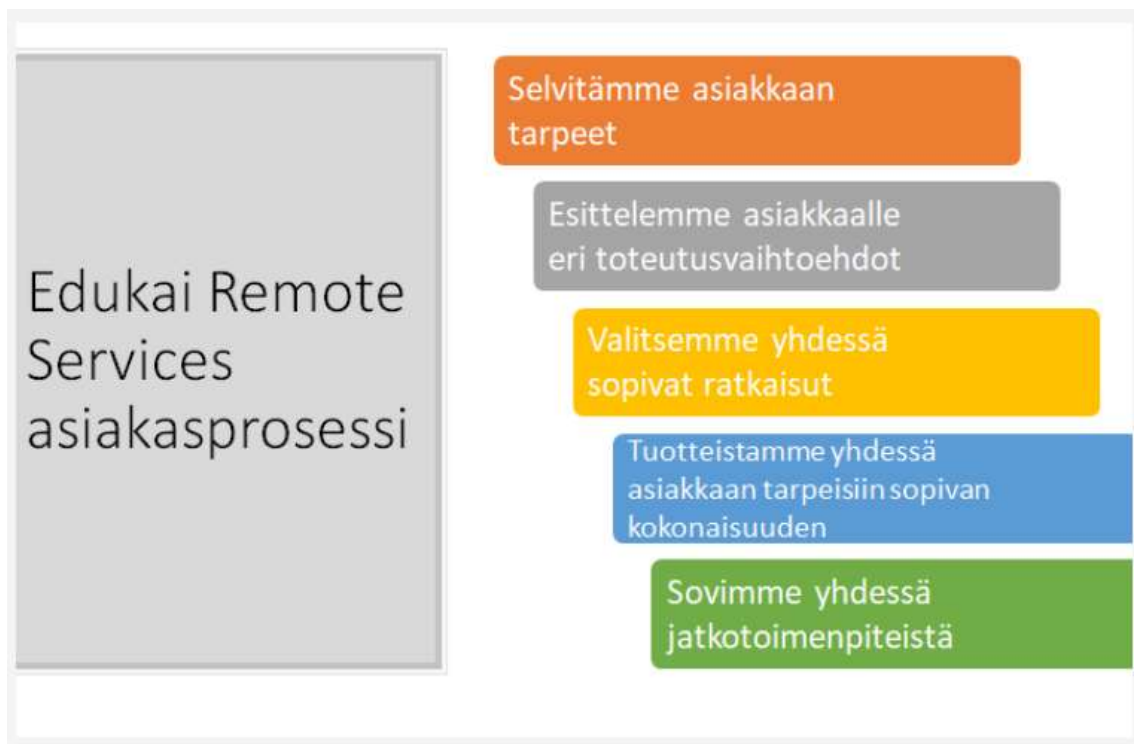 Edukai Remote
Services
asiakasprosessi
Selvitämme asiakkaan
tarpeet
Esittelemme asiakkaalle
eri toteutusvaihtoehdot
Valitsemme yhdessä
sopivat ratkaisut
Tuotteistamme yhdessä
asiakkaan tarpeisiin sopivan
kokonaisuuden
Sovimme yhdessä
jatkotoimenpiteistä